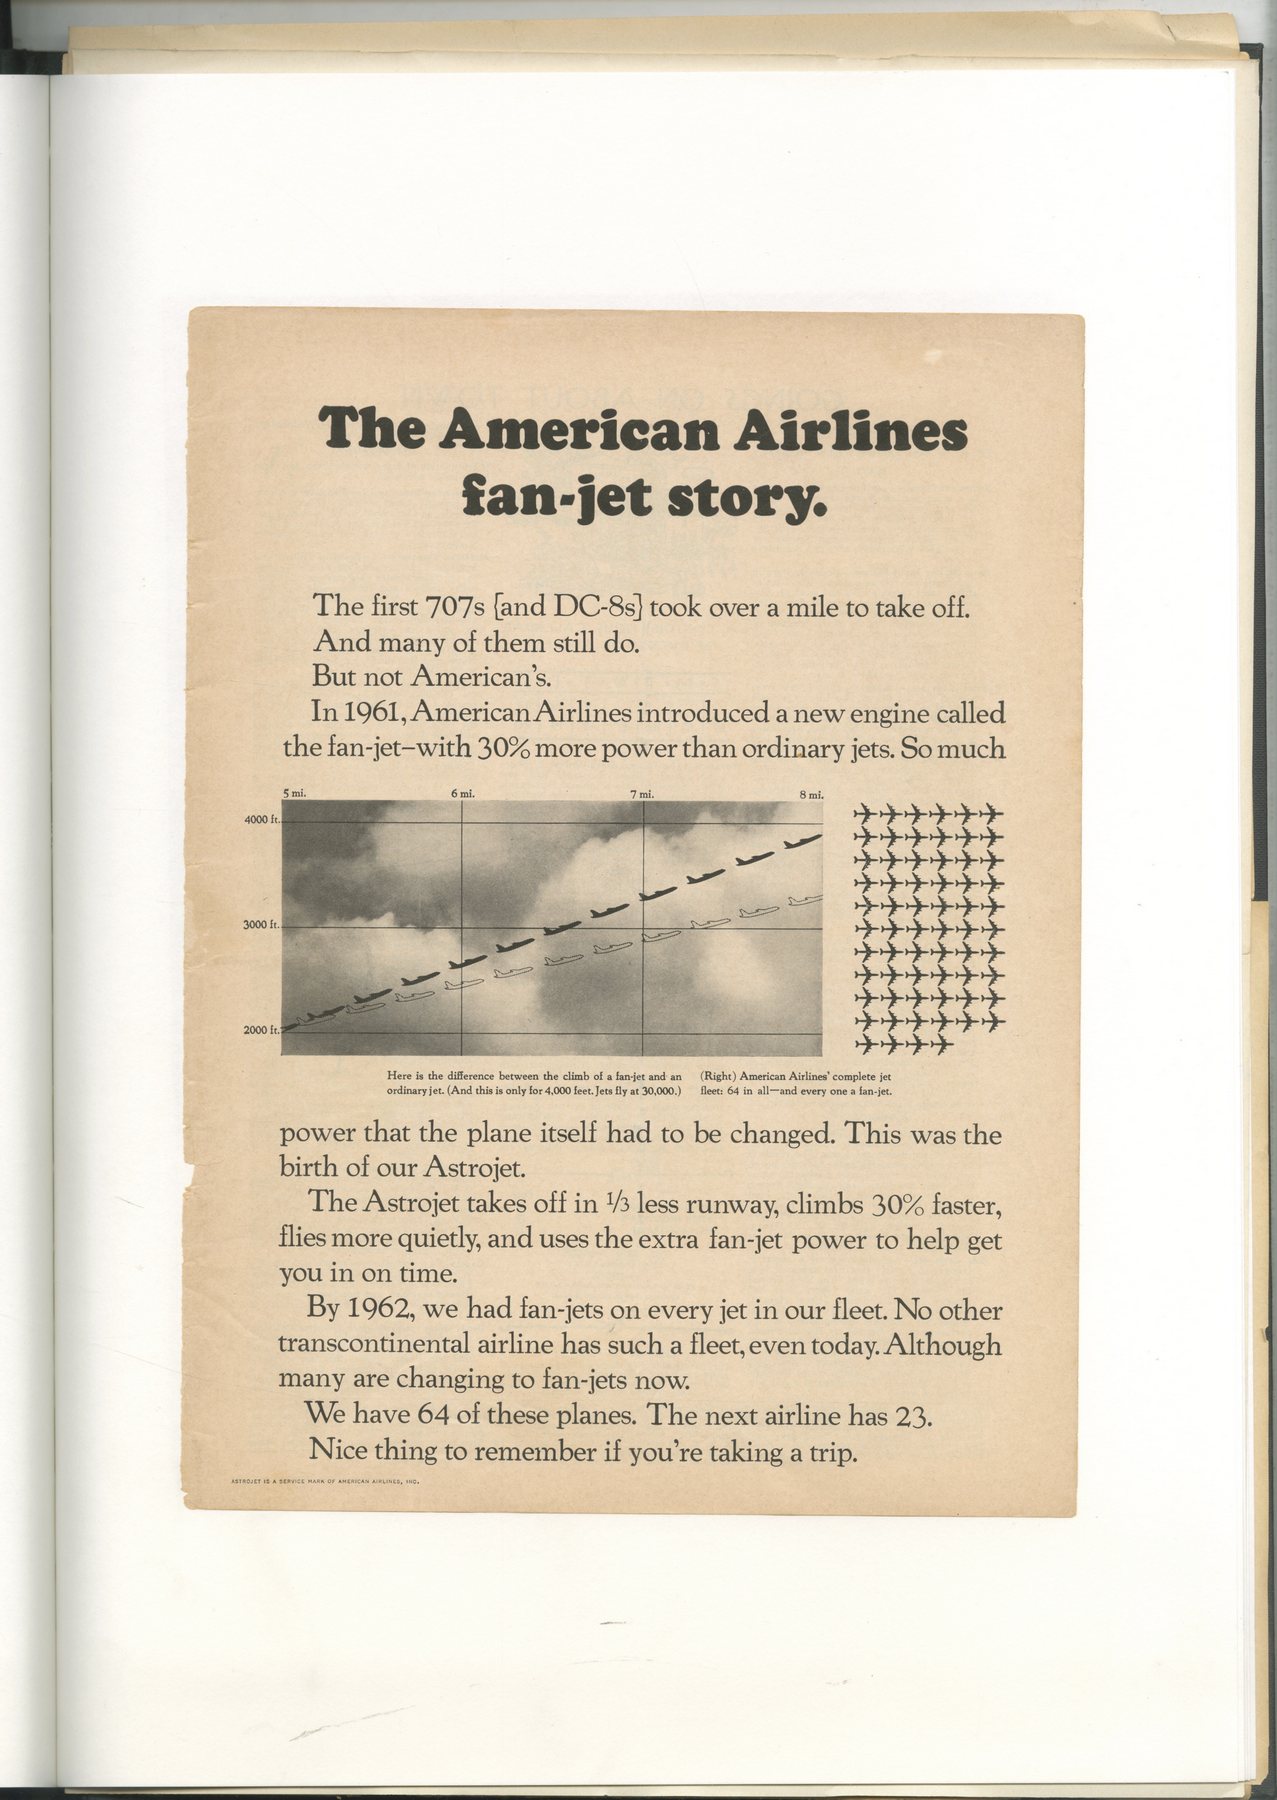 The American Airlines
fan-jet story.
The first 707s [and DC-8s] took over a mile to take off.
And many of them still do.
But not American's.
In 1961, American Airlines introduced a new engine called
the fan-jet–with 30% more power than ordinary jets. So much
5 mi. 6 mi. 7 mi. 8 mi.
4000 ft.
3000 ft.
2000 ft.
Here is the difference between the climb of a fan-jet and an
ordinary jet. (And this is only for 4,000 feet. Jets fly at 30,000.)
(Right) American Airlines' complete jet
fleet: 64 in all—and every one a fan-jet.
power that the plane itself had to be changed. This was the
birth of our Astrojet.
The Astrojet takes off in 1/3 less runway, climbs 30% faster,
flies more quietly, and uses the extra fan-jet power to help get
you in on time.
By 1962, we had fan-jets on every jet in our fleet. No other
transcontinental airline has such a fleet, even today. Although
many are changing to fan-jets now.
We have 64 of these planes. The next airline has 23.
Nice thing to remember if you're taking a trip.
ASTROJET IS A SERVICE MARK OF AMERICAN AIRLINES, INC.